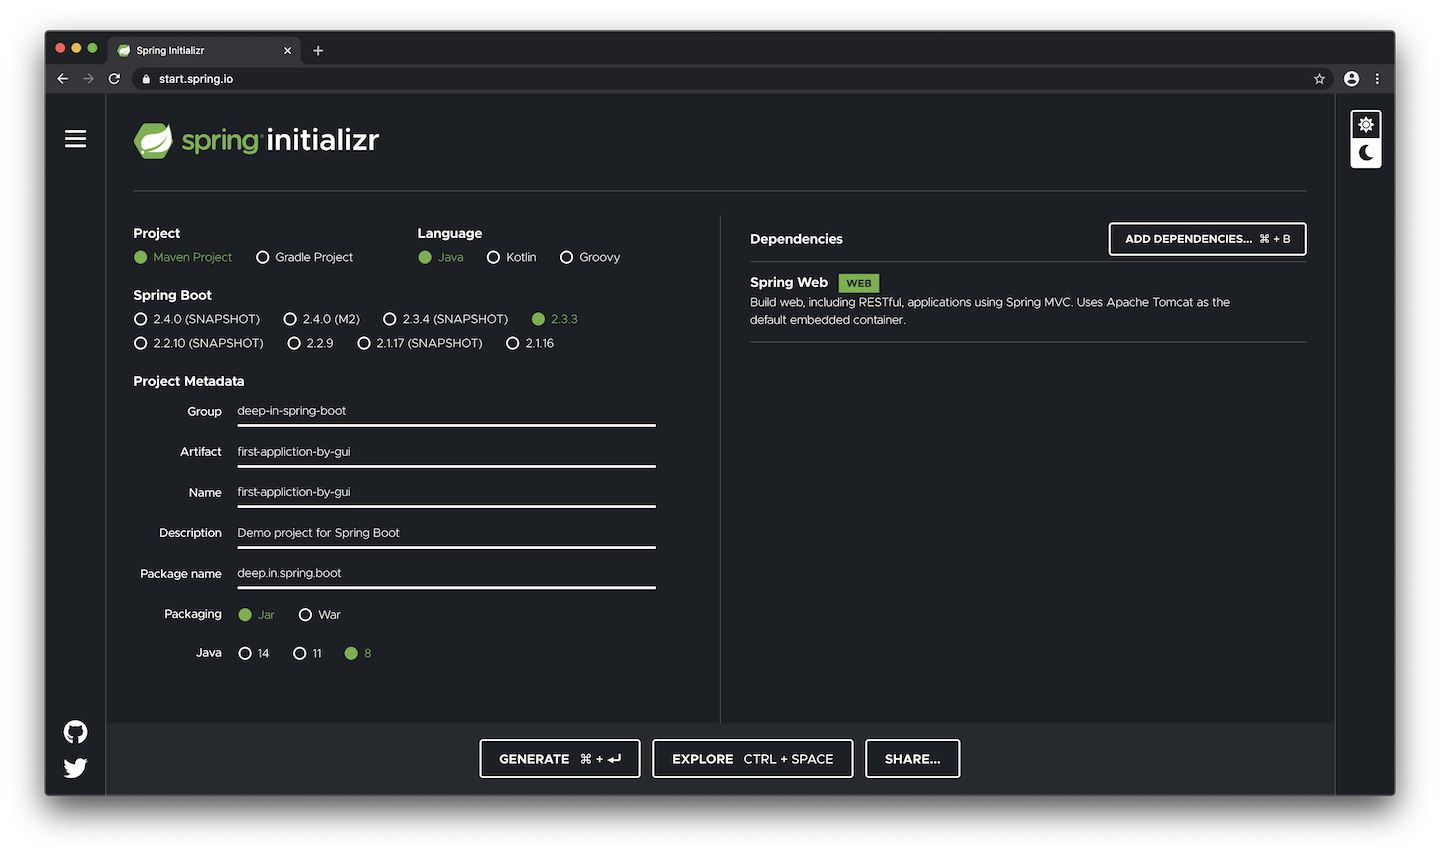 Spring Initializr
start.spring.io
spring initializr
Project
Maven Project Gradle Project
Language
Java Kotlin Groovy
Spring Boot
2.4.0 (SNAPSHOT) 2.4.0 (M2) 2.3.4 (SNAPSHOT) 2.3.3
2.2.10 (SNAPSHOT) 2.2.9 2.1.17 (SNAPSHOT) 2.1.16
Project Metadata
Group deep-in-spring-boot
Artifact first-appliction-by-gui
Name first-appliction-by-gui
Description Demo project for Spring Boot
Package name deep.in.spring.boot
Packaging Jar War
Java 14 11 8
Dependencies ADD DEPENDENCIES... ⌘ + B
Spring Web WEB
Build web, including RESTful, applications using Spring MVC. Uses Apache Tomcat as the
default embedded container.
GENERATE ⌘ + ↵ EXPLORE CTRL + SPACE SHARE...